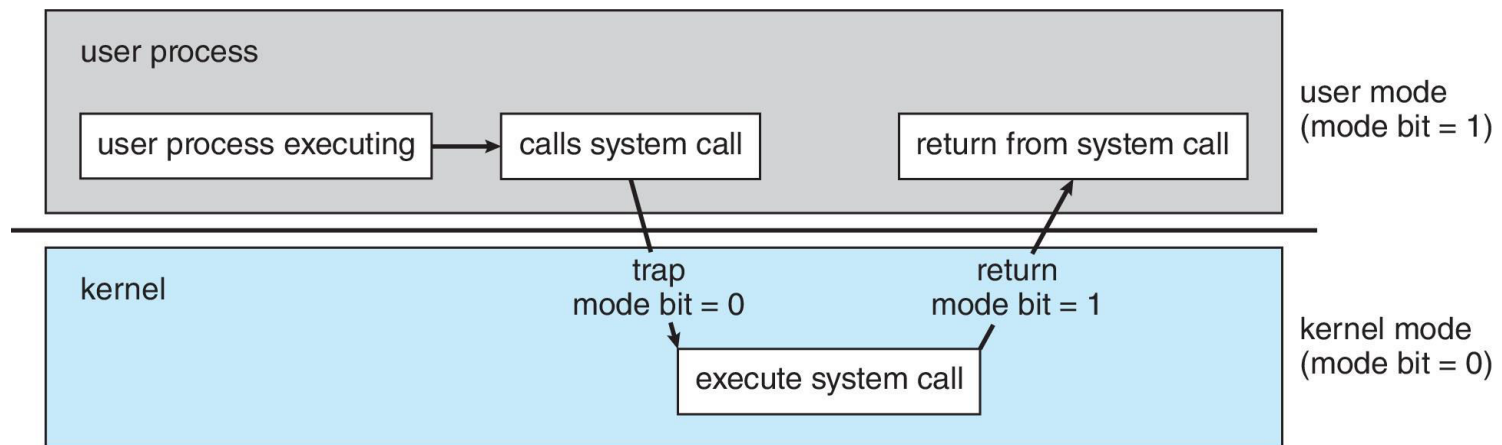 user process
user process executing
calls system call
return from system call
user mode
(mode bit = 1)
kernel
trap
mode bit = 0
return
mode bit = 1
execute system call
kernel mode
(mode bit = 0)